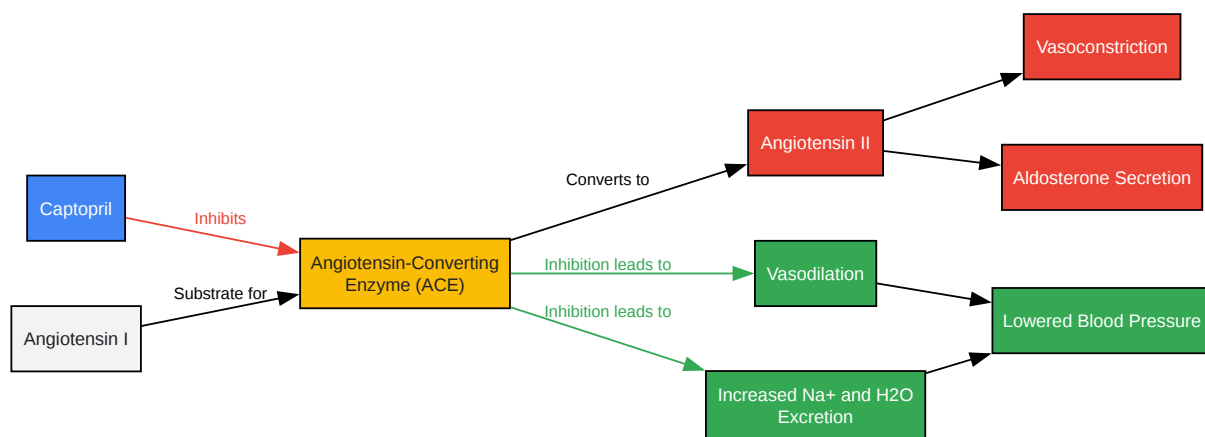 Captopril
Inhibits
Angiotensin I
Substrate for
Angiotensin-Converting
Enzyme (ACE)
Converts to
Angiotensin II
Vasoconstriction
Aldosterone Secretion
Inhibition leads to
Vasodilation
Inhibition leads to
Increased Na+ and H2O
Excretion
Lowered Blood Pressure